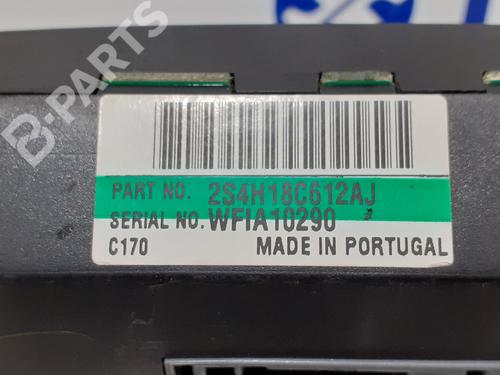 B-PARTS
PART NO. 2S4H18C612AJ
SERIAL NO. WFIA10290
C170 MADE IN PORTUGAL